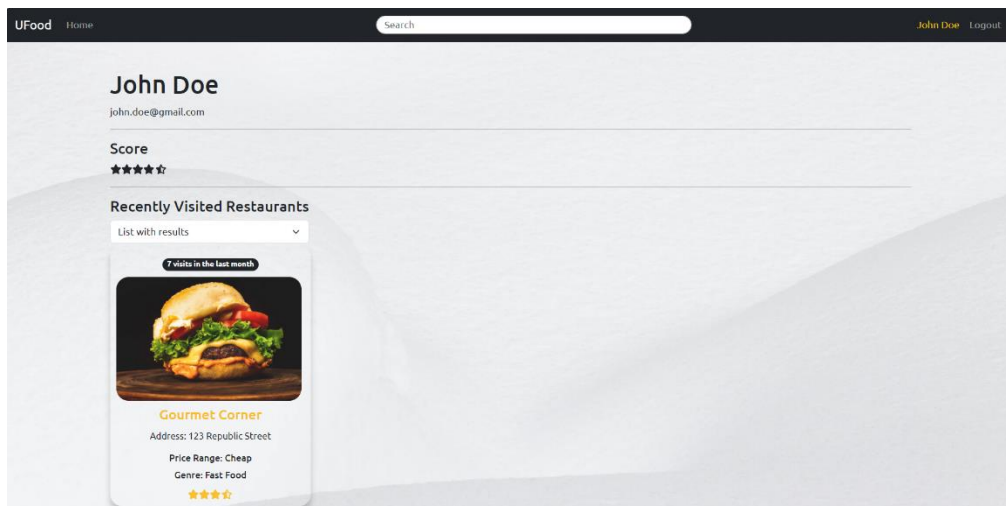 UFood Home Search John Doe Logout
John Doe
john.doe@gmail.com
Score
Recently Visited Restaurants
List with results
7 visits in the last month
Gourmet Corner
Address: 123 Republic Street
Price Range: Cheap
Genre: Fast Food